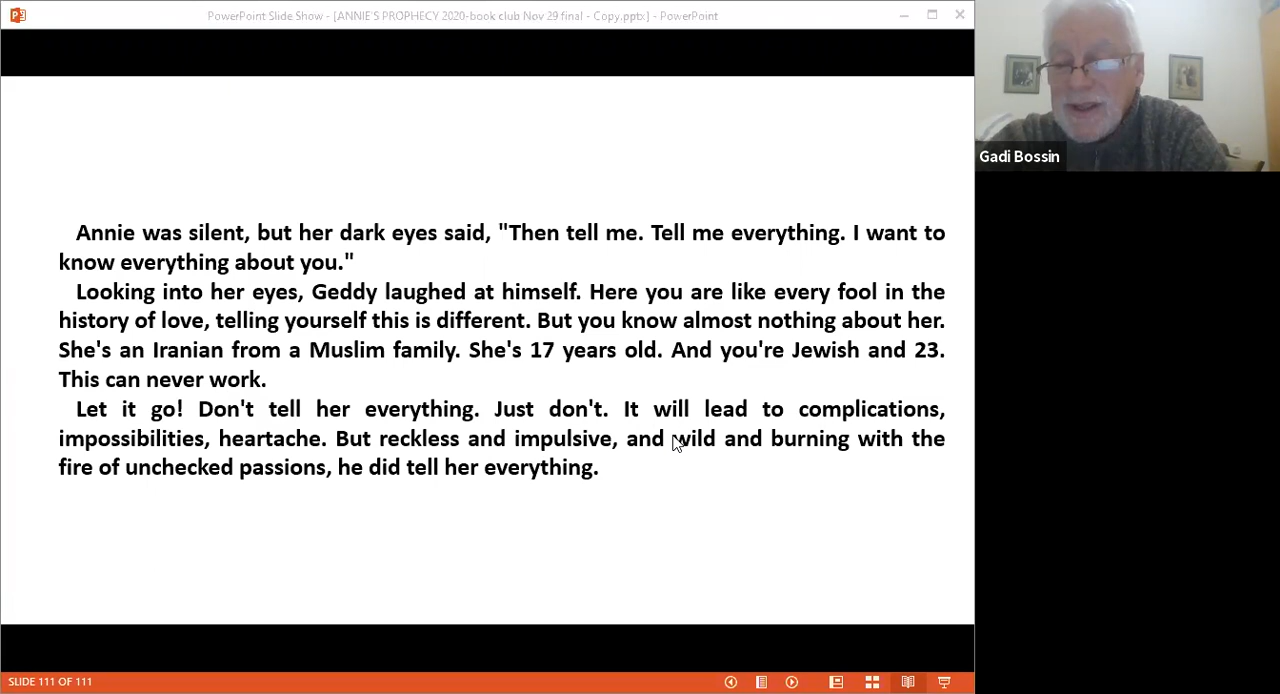 PowerPoint Slide Show - [ANNIE'S PROPHECY 2020-book club Nov 29 final - Copy.pptx] - PowerPoint
Gadi Bossin
Annie was silent, but her dark eyes said, "Then tell me. Tell me everything. I want to
know everything about you."
Looking into her eyes, Geddy laughed at himself. Here you are like every fool in the
history of love, telling yourself this is different. But you know almost nothing about her.
She's an Iranian from a Muslim family. She's 17 years old. And you're Jewish and 23.
This can never work.
Let it go! Don't tell her everything. Just don't. It will lead to complications,
impossibilities, heartache. But reckless and impulsive, and wild and burning with the
fire of unchecked passions, he did tell her everything.
SLIDE 111 OF 111